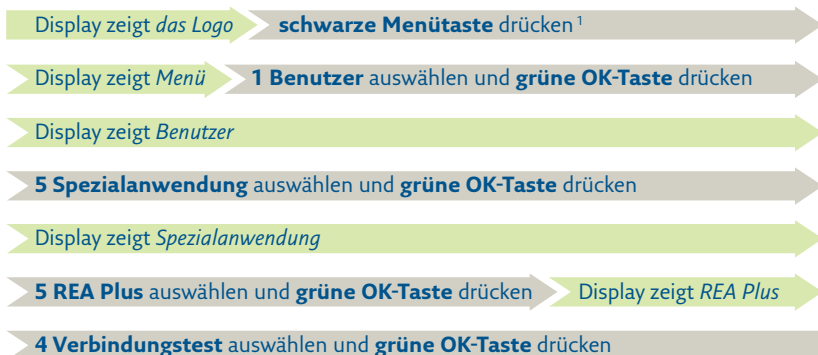 Display zeigt das Logo schwarze Menütaste drücken 1
Display zeigt Menü 1 Benutzer auswählen und grüne OK-Taste drücken
Display zeigt Benutzer
5 Spezialanwendung auswählen und grüne OK-Taste drücken
Display zeigt Spezialanwendung
5 REA Plus auswählen und grüne OK-Taste drücken Display zeigt REA Plus
4 Verbindungstest auswählen und grüne OK-Taste drücken